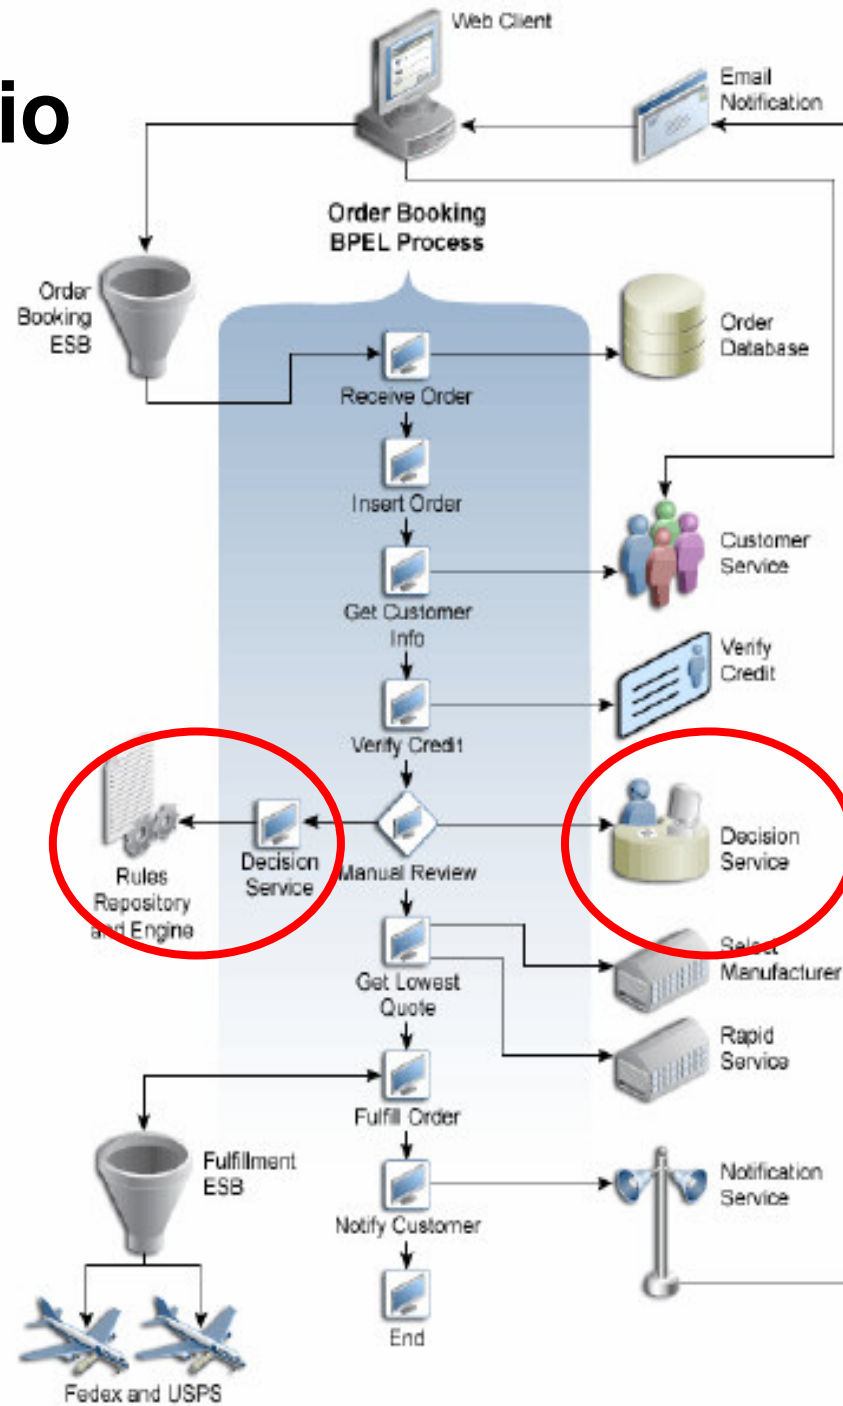 io
Web Client
Email
Notification
Order Booking
BPEL Process
Order
Booking
ESB
Order
Database
Receive Order
Insert Order
Customer
Service
Get Customer
Info
Verify
Credit
Verify Credit
Decision
Service
Manual Review
Decision
Service
Rules
Repository
and Engine
Select
Manufacturer
Get Lowest
Quote
Rapid
Service
Fulfill Order
Fulfillment
ESB
Notification
Service
Notify Customer
End
Fedex and USPS